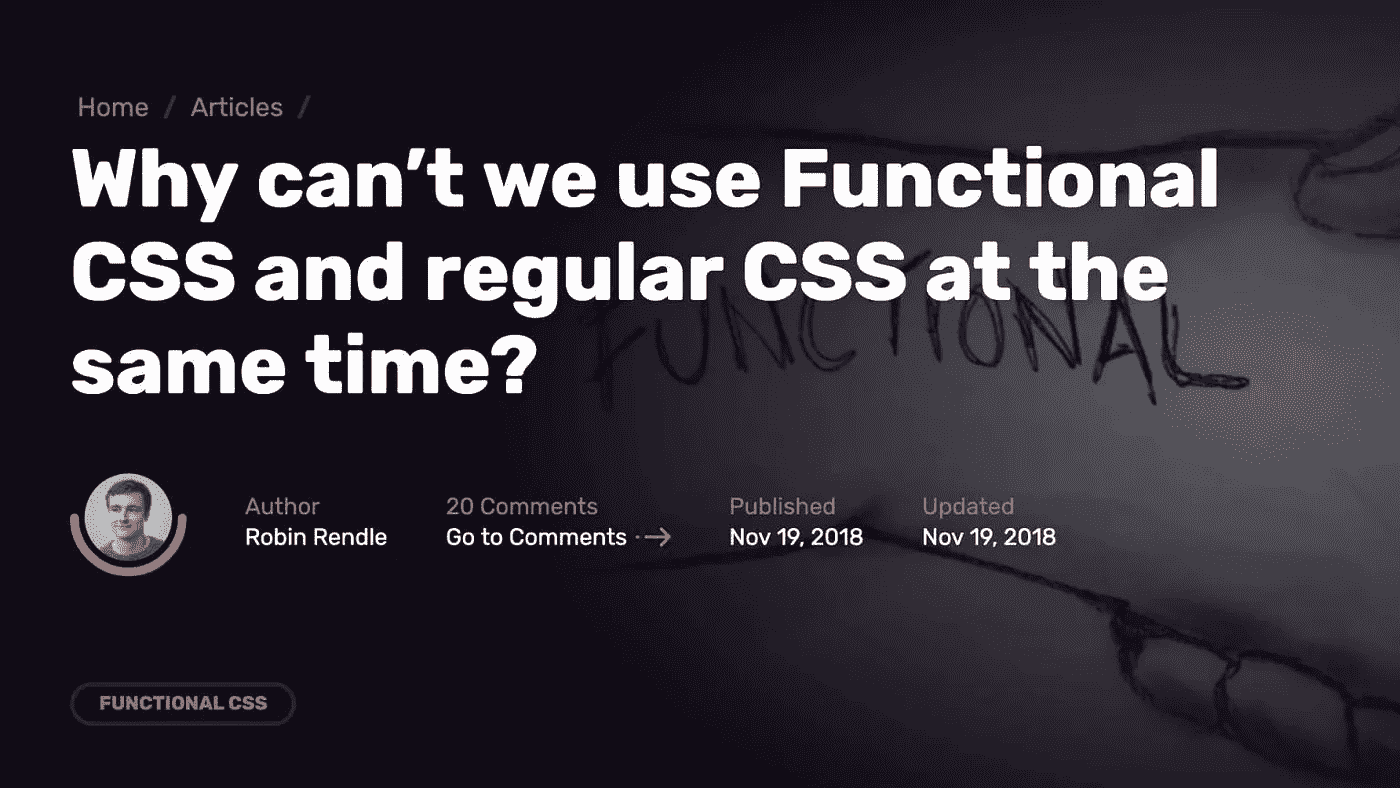 Home / Articles /
Why can’t we use Functional
CSS and regular CSS at the
same time?
FUNCTIONAL
Author
Robin Rendle
20 Comments
Go to Comments
Published
Nov 19, 2018
Updated
Nov 19, 2018
FUNCTIONAL CSS